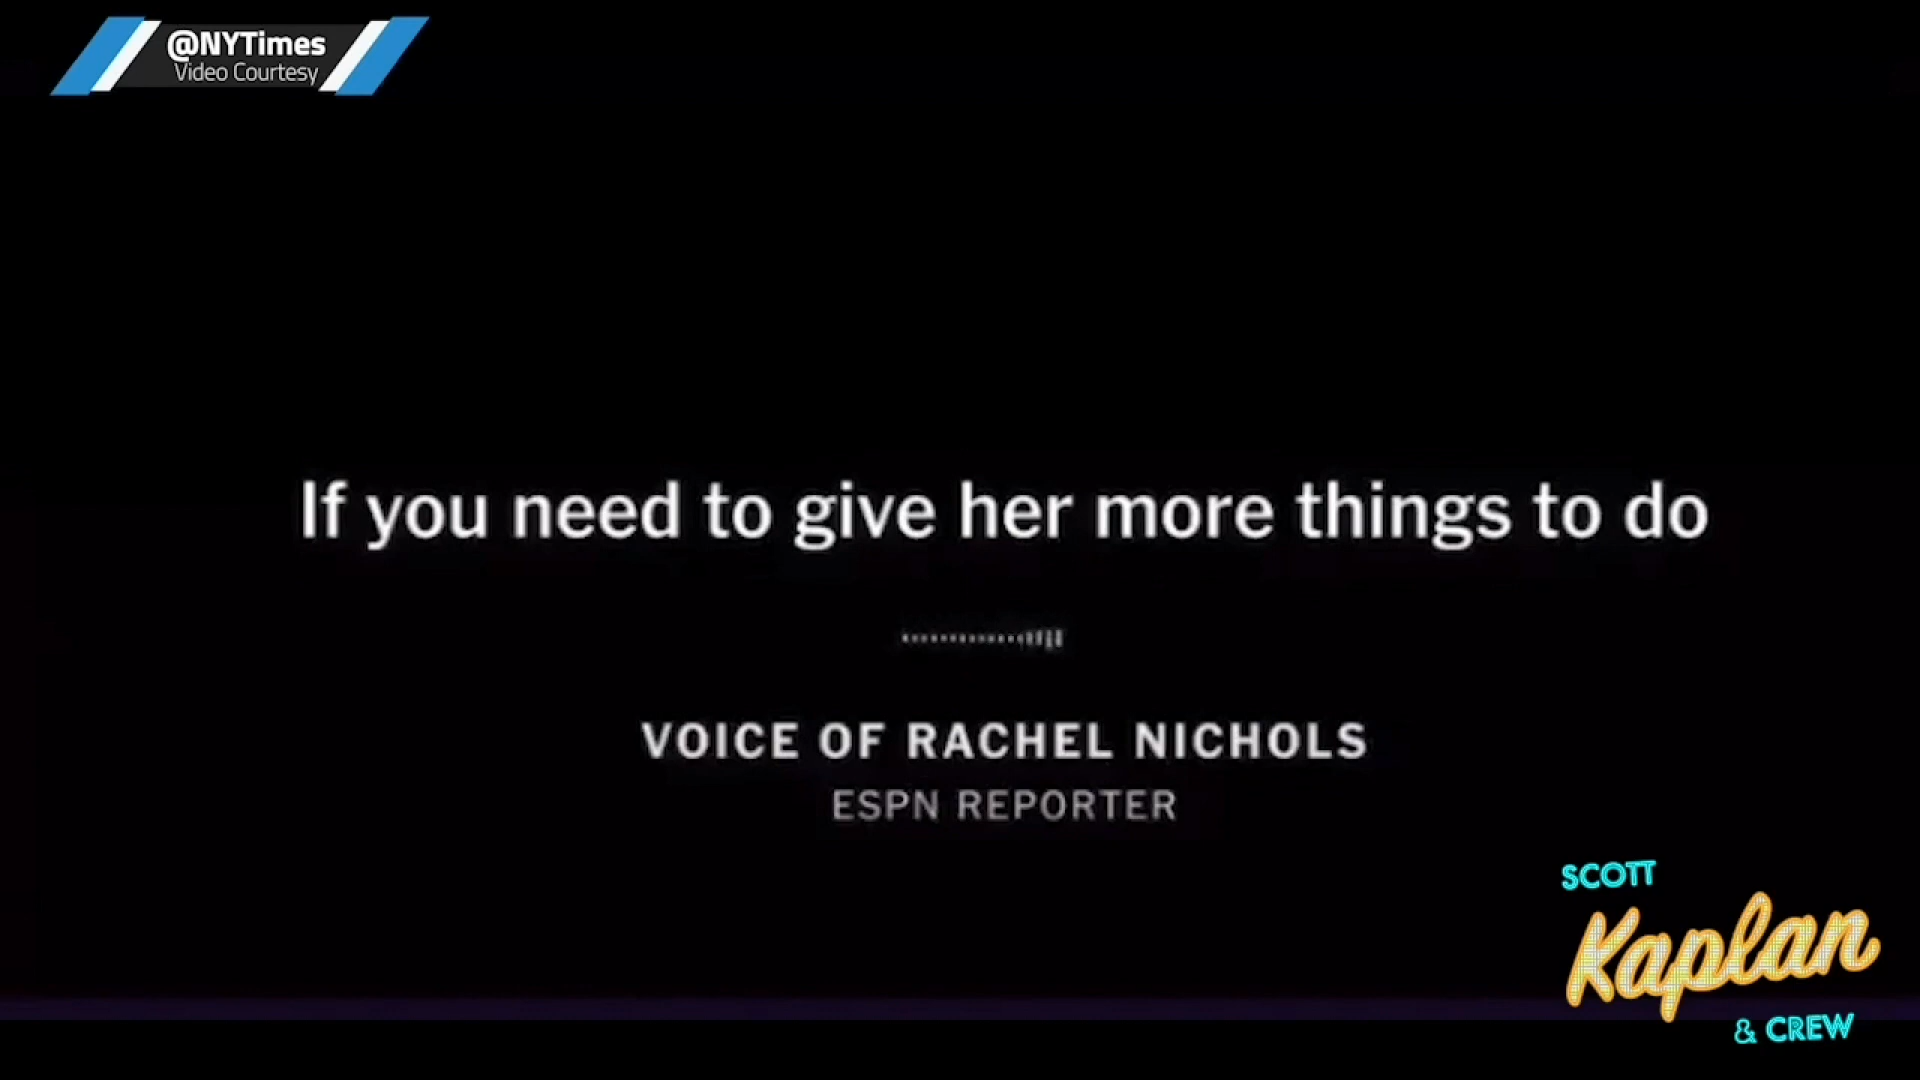 @NYTimes
Video Courtesy
If you need to give her more things to do
VOICE OF RACHEL NICHOLS
ESPN REPORTER
SCOTT
Kaplan
& CREW